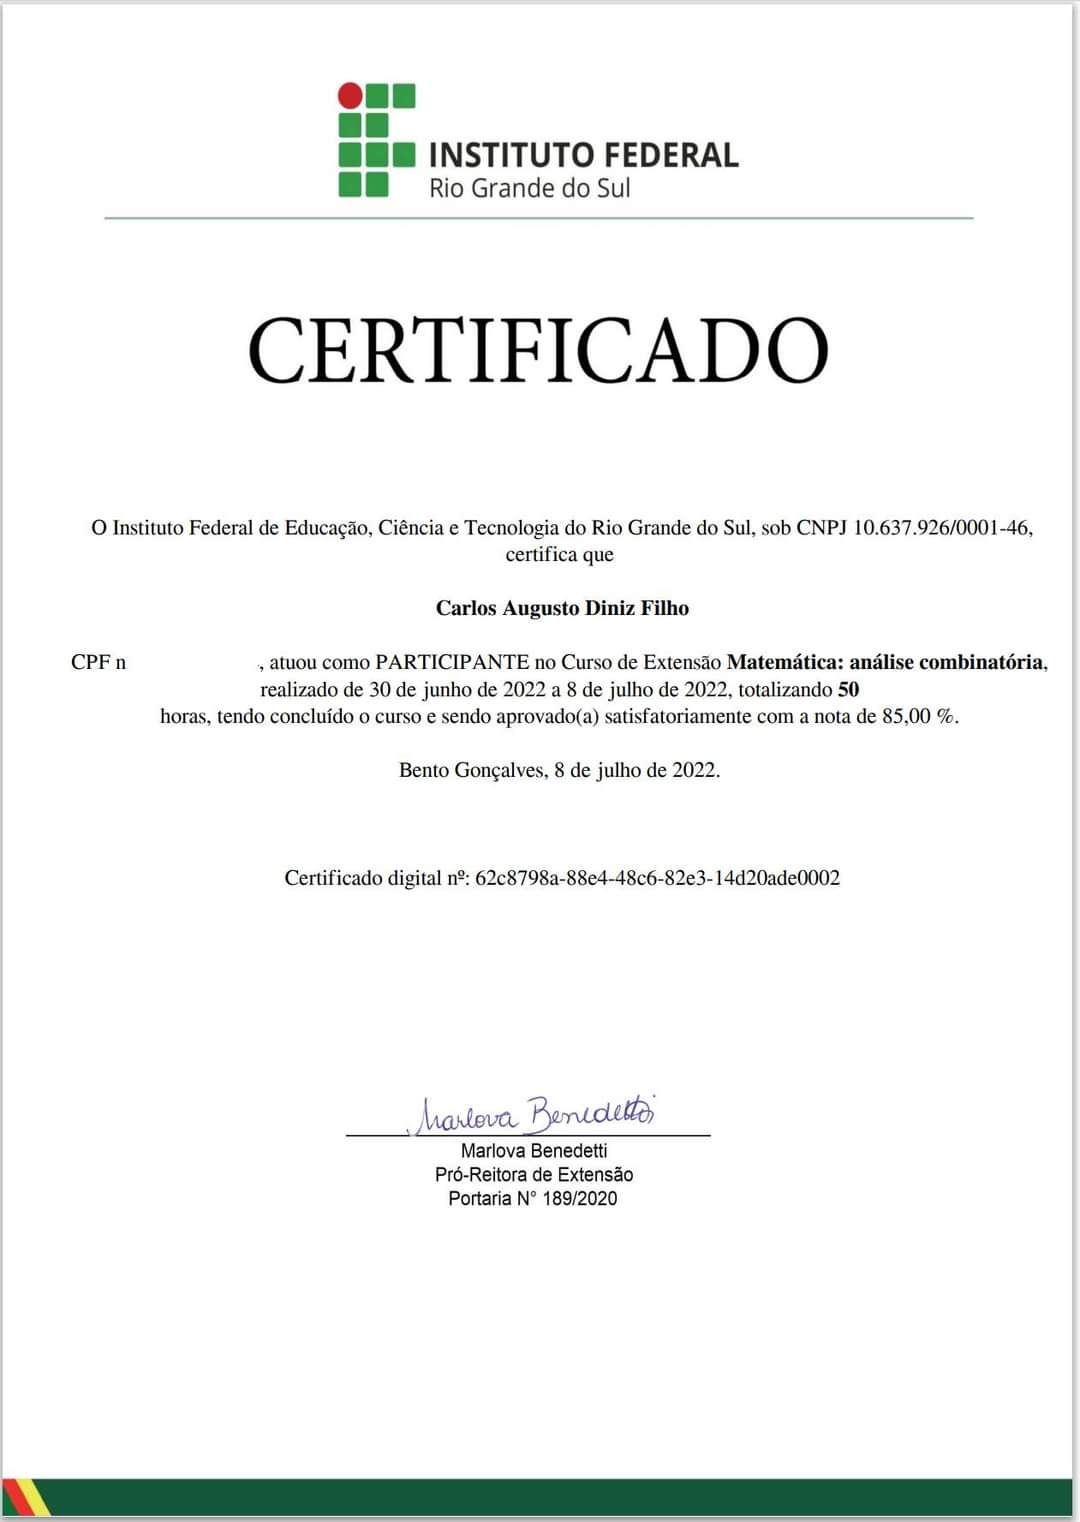 INSTITUTO FEDERAL
Rio Grande do Sul
CERTIFICADO
O Instituto Federal de Educação, Ciência e Tecnologia do Rio Grande do Sul, sob CNPJ 10.637.926/0001-46,
certifica que
Carlos Augusto Diniz Filho
CPF n , atuou como PARTICIPANTE no Curso de Extensão Matemática: análise combinatória,
realizado de 30 de junho de 2022 a 8 de julho de 2022, totalizando 50
horas, tendo concluído o curso e sendo aprovado(a) satisfatoriamente com a nota de 85,00 %.
Bento Gonçalves, 8 de julho de 2022.
Certificado digital nº: 62c8798a-88e4-48c6-82e3-14d20ade0002
Marlova Benedetti
Marlova Benedetti
Pró-Reitora de Extensão
Portaria N° 189/2020